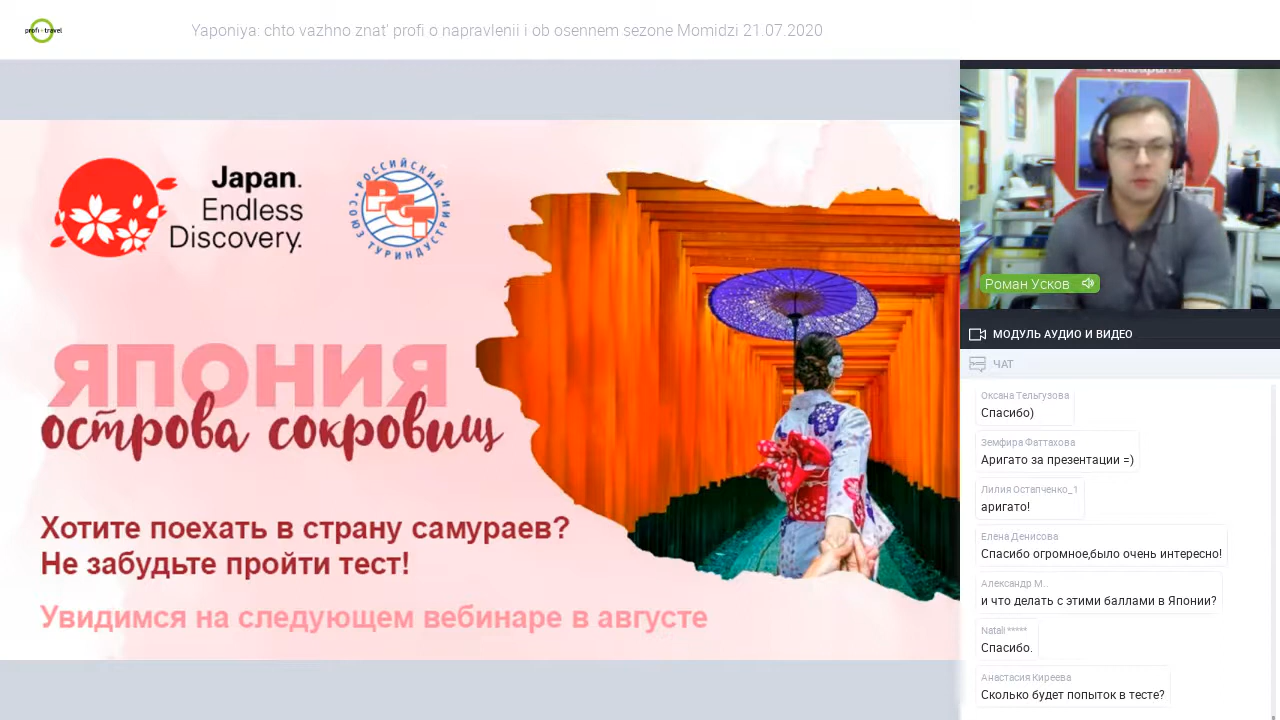 profi travel
Yaponiya: chto vazhno znat' profi o napravlenii i ob osennem sezone Momidzi 21.07.2020
Japan.
Endless
Discovery.
РОССИЙСКИЙ
СОЮЗ ТУРИНДУСТРИИ
РСТ
ЯПОНИЯ
острова сокровищ
Хотите поехать в страну самураев?
Не забудьте пройти тест!
Увидимся на следующем вебинаре в августе
Роман Усков
МОДУЛЬ АУДИО И ВИДЕО
ЧАТ
Оксана Тельгузова
Спасибо)
Земфира Фаттахова
Аригато за презентации =)
Лилия Остапченко_1
аригато!
Елена Денисова
Спасибо огромное,было очень интересно!
Александр М...
и что делать с этими баллами в Японии?
Natali *****
Спасибо.
Анастасия Киреева
Сколько будет попыток в тесте?